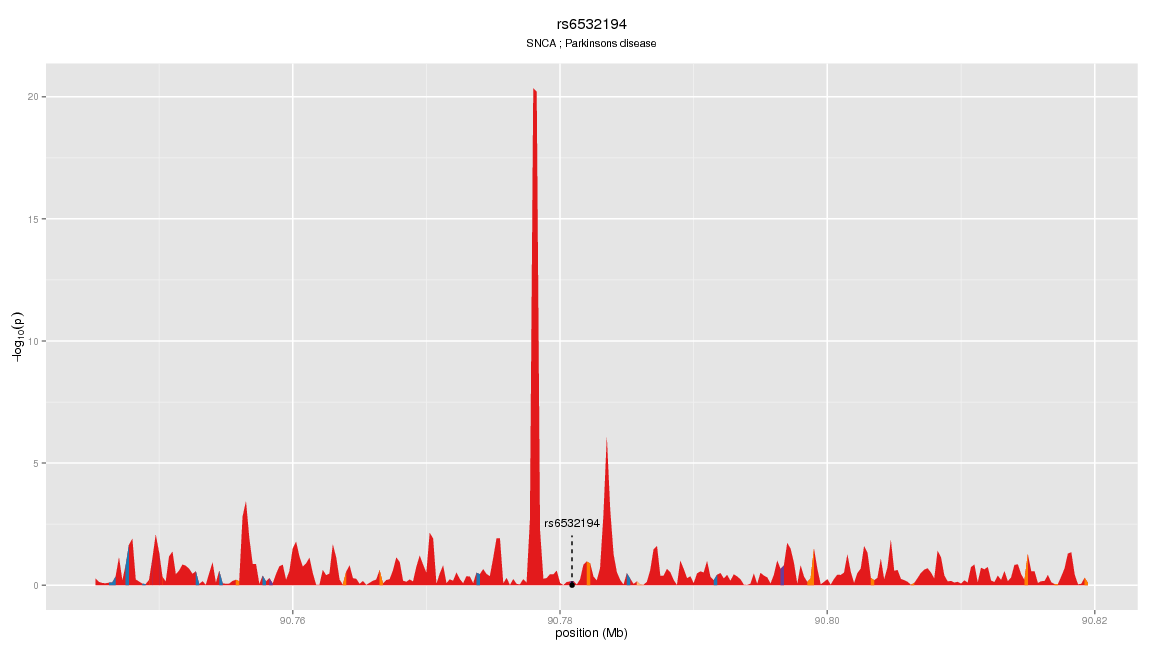 rs6532194
SNCA ; Parkinsons disease
20
15
10
5
0
−log10(p)
rs6532194
90.76
90.78
90.80
90.82
position (Mb)